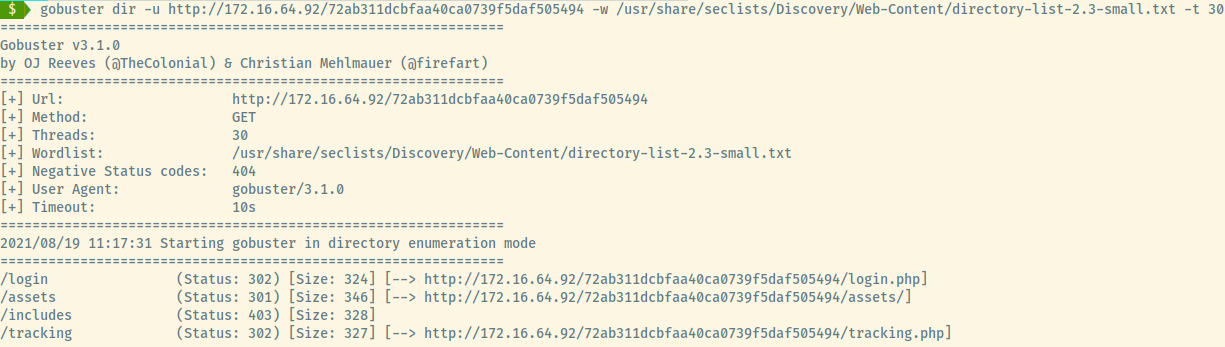 $ gobuster dir -u http://172.16.64.92/72ab311dcbfaa40ca0739f5daf505494 -w /usr/share/seclists/Discovery/Web-Content/directory-list-2.3-small.txt -t 30
===============================================================
Gobuster v3.1.0
by OJ Reeves (@TheColonial) & Christian Mehlmauer (@firefart)
===============================================================
[+] Url:                     http://172.16.64.92/72ab311dcbfaa40ca0739f5daf505494
[+] Method:                  GET
[+] Threads:                 30
[+] Wordlist:                /usr/share/seclists/Discovery/Web-Content/directory-list-2.3-small.txt
[+] Negative Status codes:   404
[+] User Agent:              gobuster/3.1.0
[+] Timeout:                 10s
===============================================================
2021/08/19 11:17:31 Starting gobuster in directory enumeration mode
===============================================================
/login                (Status: 302) [Size: 324] [--> http://172.16.64.92/72ab311dcbfaa40ca0739f5daf505494/login.php]
/assets               (Status: 301) [Size: 346] [--> http://172.16.64.92/72ab311dcbfaa40ca0739f5daf505494/assets/]
/includes             (Status: 403) [Size: 328]
/tracking             (Status: 302) [Size: 327] [--> http://172.16.64.92/72ab311dcbfaa40ca0739f5daf505494/tracking.php]